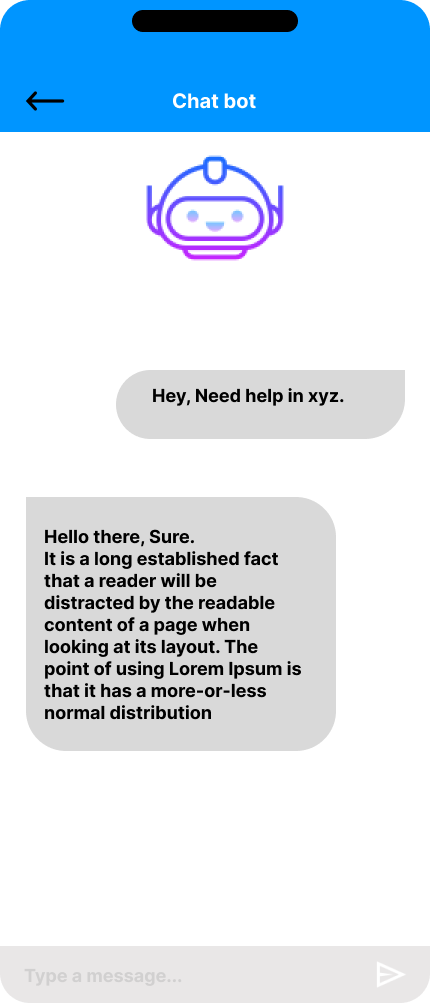 Chat bot
Hey, Need help in xyz.
Hello there, Sure.
It is a long established fact
that a reader will be
distracted by the readable
content of a page when
looking at its layout. The
point of using Lorem Ipsum is
that it has a more-or-less
normal distribution
Type a message...